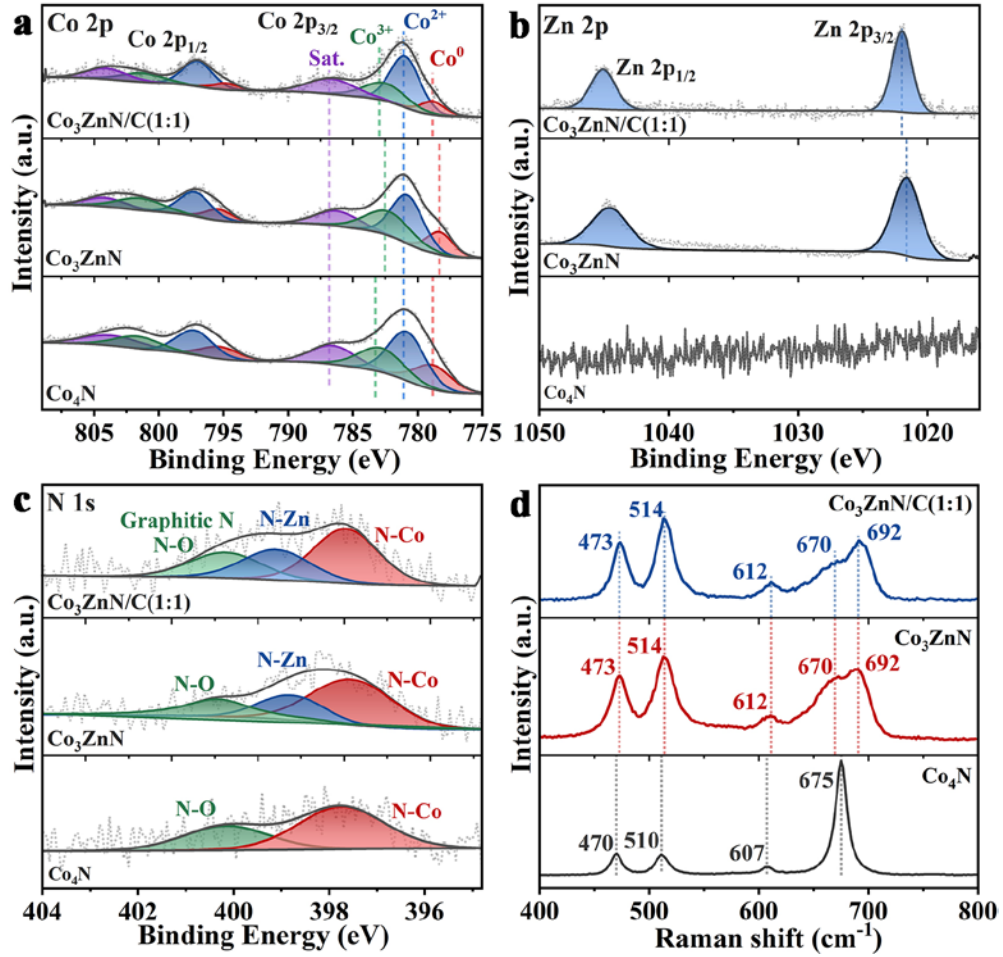 a
Co 2p
Co 2p1/2
Co 2p3/2
Sat.
Co3+
Co2+
Co0
Co3ZnN/C(1:1)
Co3ZnN
Co4N
Intensity (a.u.)
805 800 795 790 785 780 775
Binding Energy (eV)
b
Zn 2p
Zn 2p1/2
Zn 2p3/2
Co3ZnN/C(1:1)
Co3ZnN
Co4N
Intensity (a.u.)
1050 1040 1030 1020
Binding Energy (eV)
c
N 1s
Graphitic N
N-O
N-Zn
N-Co
Co3ZnN/C(1:1)
N-O
N-Zn
N-Co
Co3ZnN
N-O
N-Co
Co4N
Intensity (a.u.)
404 402 400 398 396
Binding Energy (eV)
d
Co3ZnN/C(1:1)
473 514 612 670 692
Co3ZnN
473 514 612 670 692
Co4N
470 510 607 675
Intensity (a.u.)
400 500 600 700 800
Raman shift (cm-1)